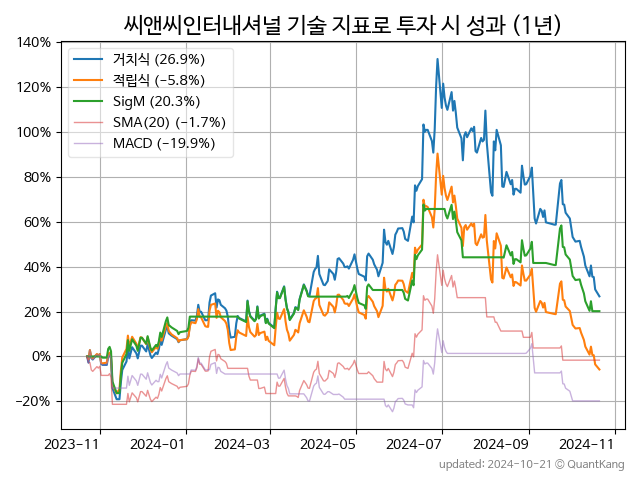 씨앤씨인터내셔널 기술 지표로 투자 시 성과 (1년)
140%
120%
100%
80%
60%
40%
20%
0%
−20%
거치식 (26.9%)
적립식 (−5.8%)
SigM (20.3%)
SMA(20) (−1.7%)
MACD (−19.9%)
2023−11
2024−01
2024−03
2024−05
2024−07
2024−09
2024−11
updated: 2024-10-21 © QuantKang